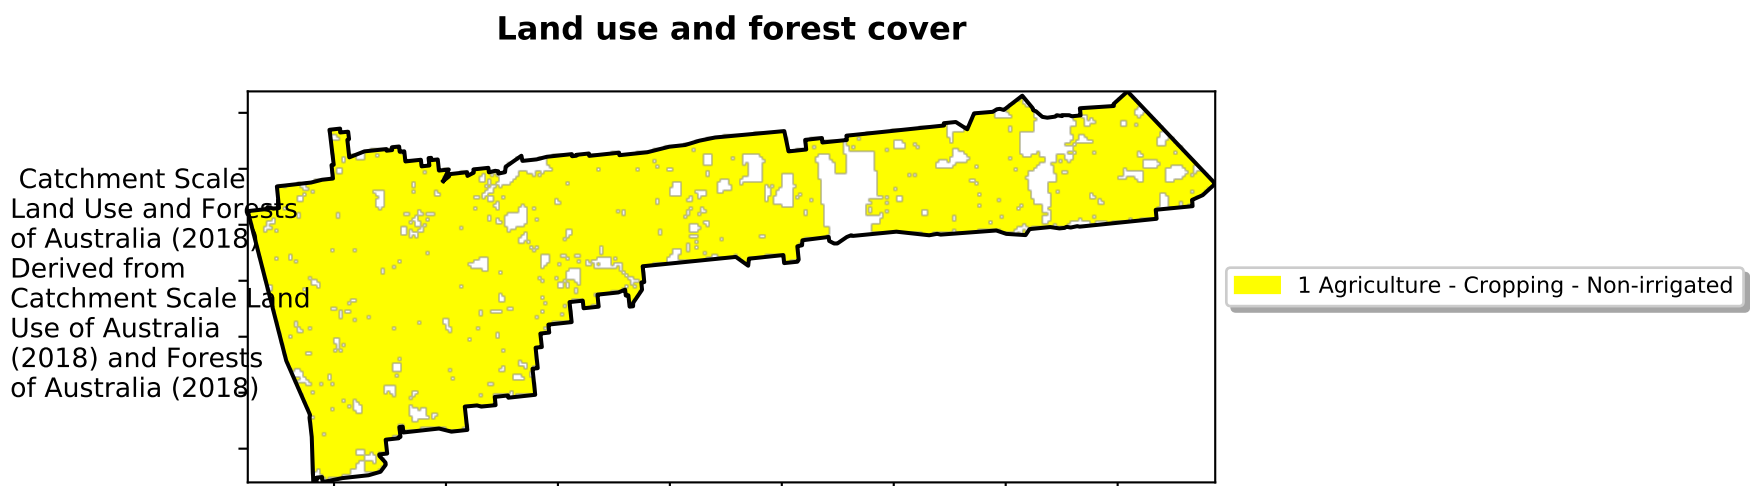 Land use and forest cover
Catchment Scale
Land Use and Forests
of Australia (2018)
Derived from
Catchment Scale Land
Use of Australia
(2018) and Forests
of Australia (2018)
1 Agriculture - Cropping - Non-irrigated